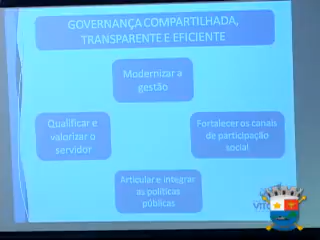 GOVERNANÇA COMPARTILHADA,
TRANSPARENTE E EFICIENTE
Modernizar a
gestão
Qualificar e
valorizar o
servidor
Fortalecer os canais
de participação
social
Articular e integrar
as políticas
públicas